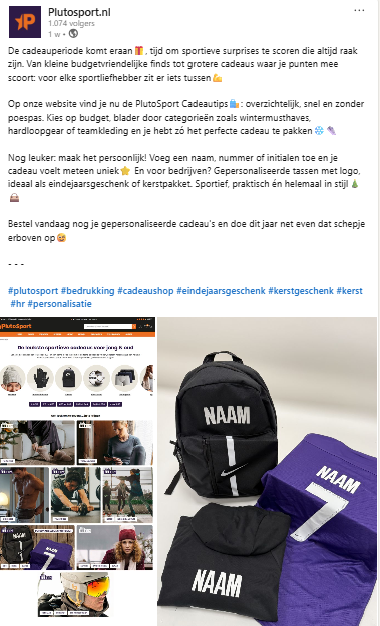 Plutosport.nl
1.074 volgers
1 w •
De cadeauperiode komt eraan🎁, tijd om sportieve surprises te scoren die altijd raak
zijn. Van kleine budgetvriendelijke finds tot grotere cadeaus waar je punten mee
scoort: voor elke sportliefhebber zit er iets tussen💪
Op onze website vind je nu de PlutoSport Cadeautips🛍️: overzichtelijk, snel en zonder
poespas. Kies op budget, blader door categorieën zoals wintermusthaves,
hardloopgear of teamkleding en je hebt zó het perfecte cadeau te pakken❄️
Nog leuker: maak het persoonlijk! Voeg een naam, nummer of initialen toe en je
cadeau voelt meteen uniek⭐ En voor bedrijven? Gepersonaliseerde tassen met logo,
ideaal als eindejaarsgeschenk of kerstpakket. Sportief, praktisch én helemaal in stijl🎄
👜
Bestel vandaag nog je gepersonaliseerde cadeau's en doe dit jaar net even dat schepje
erboven op😄
- - -
#plutosport #bedrukking #cadeaushop #eindejaarsgeschenk #kerstgeschenk #kerst
#hr #personalisatie
PlutoSport
De leukste sportieve cadeaus voor jong & oud
NAAM
NAAM
7
NAAM